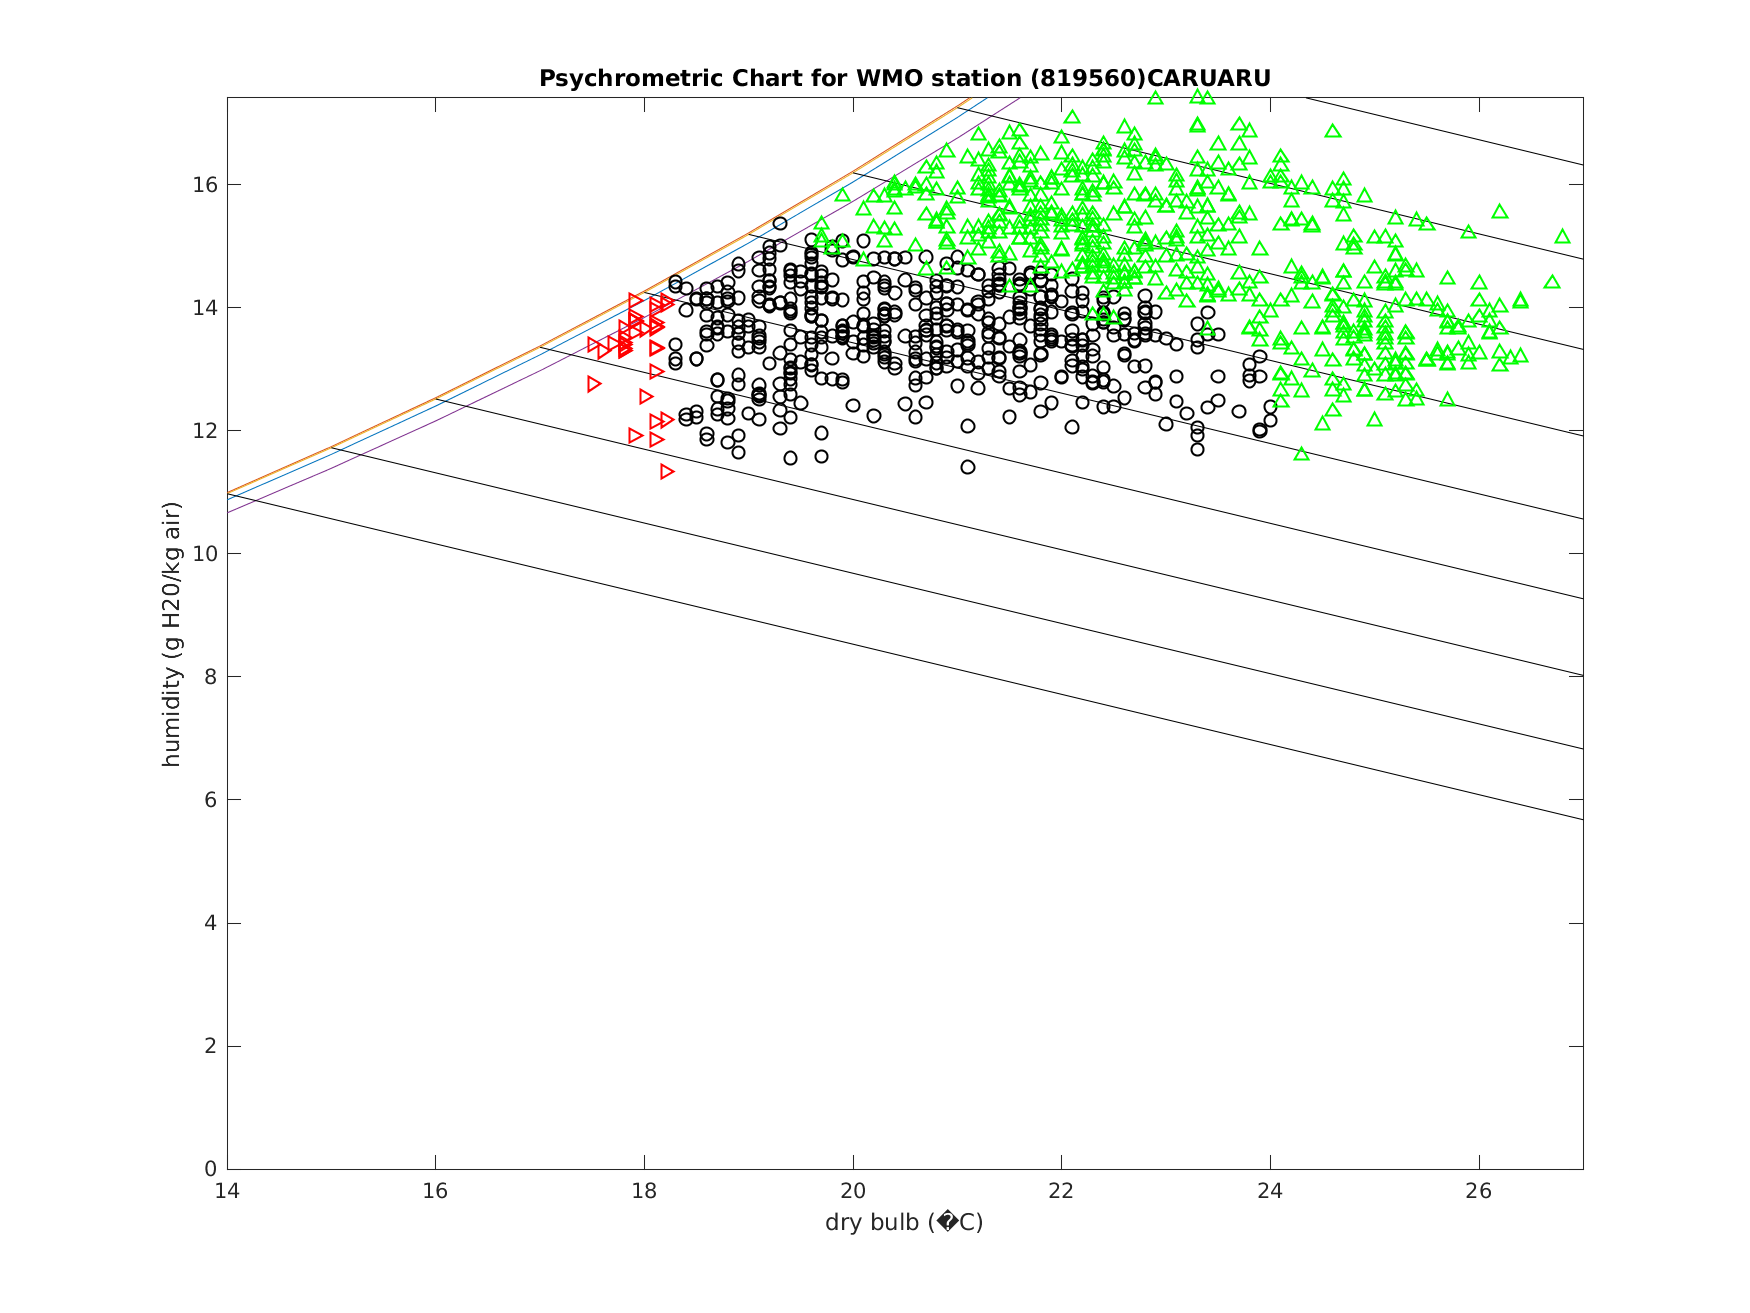 Psychrometric Chart for WMO station (819560)CARUARU
16
14
12
10
8
6
4
2
0
humidity (g H20/kg air)
14 16 18 20 22 24 26
dry bulb (�C)